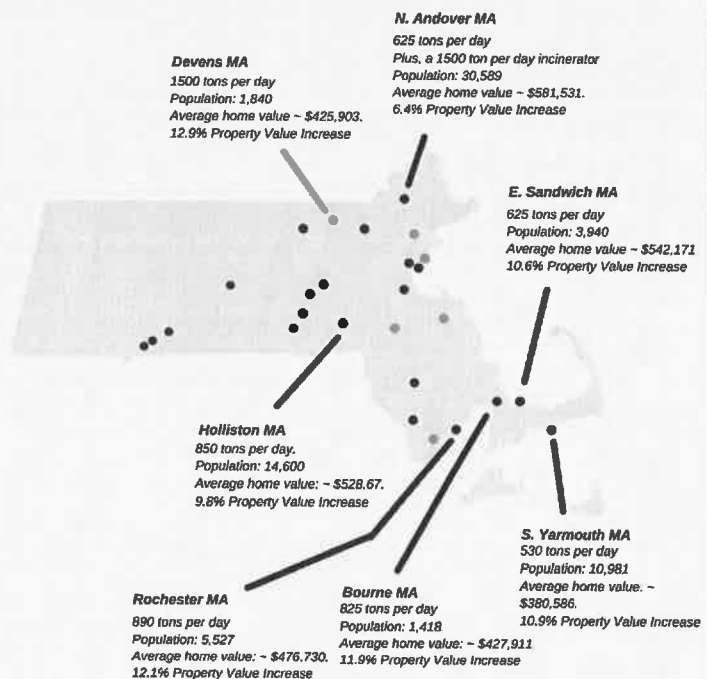 N. Andover MA
625 tons per day
Plus, a 1500 ton per day incinerator
Population: 30,589
Average home value ~ $581,531.
6.4% Property Value Increase
Devens MA
1500 tons per day
Population: 1,840
Average home value ~ $425,903.
12.9% Property Value Increase
E. Sandwich MA
625 tons per day
Population: 3,940
Average home value ~ $542,171
10.6% Property Value Increase
Holliston MA
850 tons per day.
Population: 14,600
Average home value: ~ $528,67.
9.8% Property Value Increase
S. Yarmouth MA
530 tons per day
Population: 10,981
Average home value. ~
$380,586.
10.9% Property Value Increase
Rochester MA
890 tons per day
Population: 5,527
Average home value: ~ $476.730.
12.1% Property Value Increase
Bourne MA
825 tons per day
Population: 1,418
Average home value: ~ $427,911
11.9% Property Value Increase